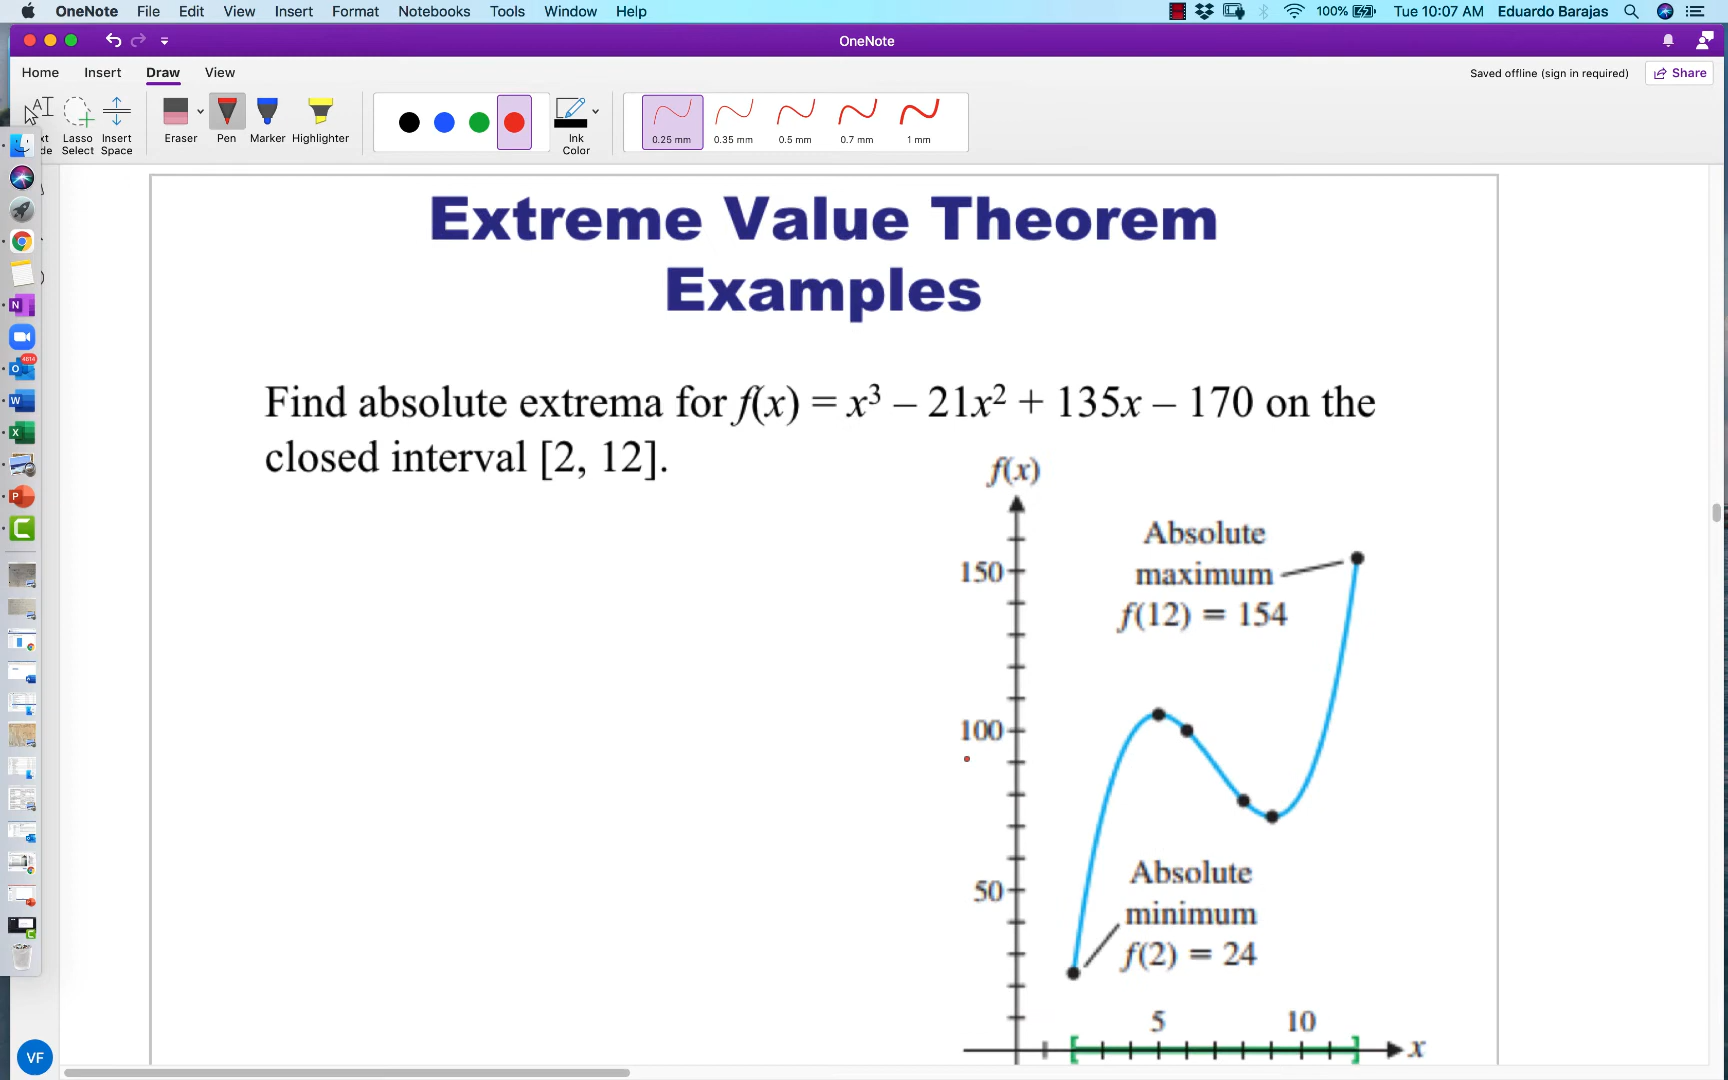 OneNote File Edit View Insert Format Notebooks Tools Window Help 100% Tue 10:07 AM Eduardo Barajas
OneNote
Home Insert Draw View Saved offline (sign in required) Share
Lasso Select
Insert Space
Eraser
Pen
Marker
Highlighter
Ink Color
0.25 mm 0.35 mm 0.5 mm 0.7 mm 1 mm
Extreme Value Theorem
Examples
Find absolute extrema for f(x) = x³ – 21x² + 135x – 170 on the
closed interval [2, 12].
f(x)
Absolute
maximum
f(12) = 154
150
100
50
Absolute
minimum
f(2) = 24
5 10
x
VF